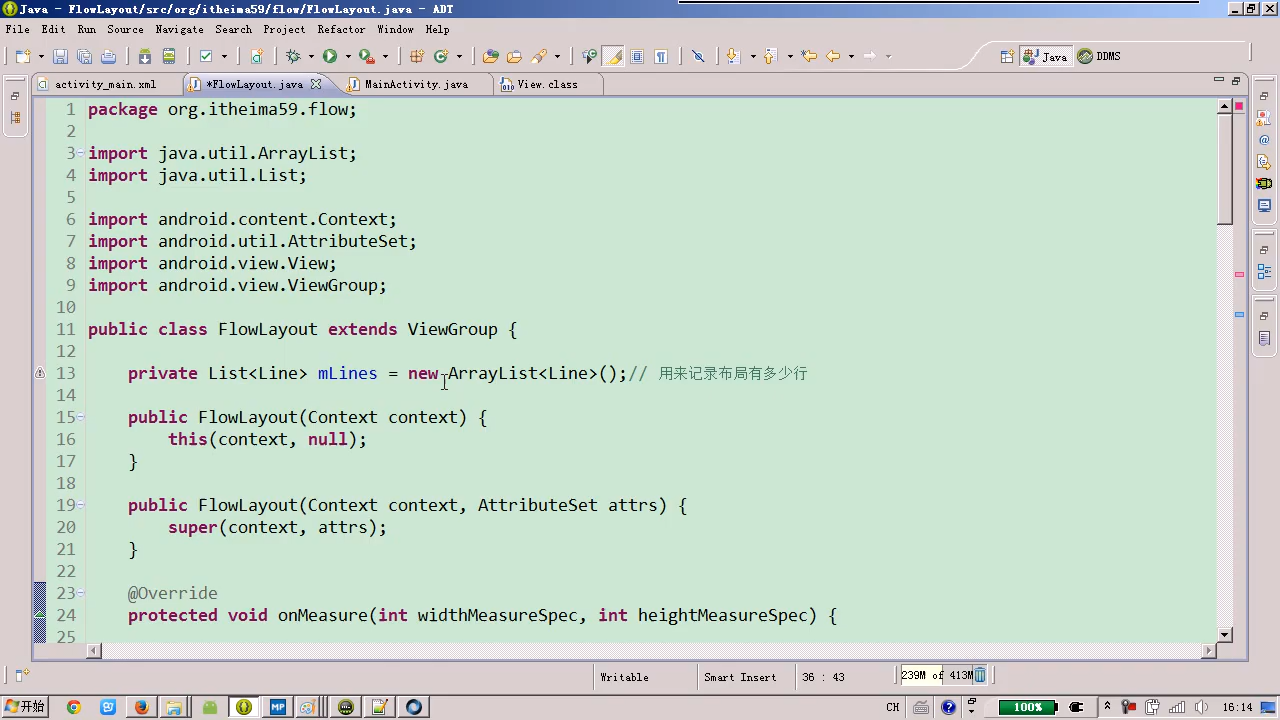 Java - FlowLayout/src/org/itheima59/flow/FlowLayout.java - ADT
File Edit Run Source Navigate Search Project Refactor Window Help
Java DDMS
activity_main.xml *FlowLayout.java MainActivity.java View.class
1 package org.itheima59.flow;
2
3 import java.util.ArrayList;
4 import java.util.List;
5
6 import android.content.Context;
7 import android.util.AttributeSet;
8 import android.view.View;
9 import android.view.ViewGroup;
10
11 public class FlowLayout extends ViewGroup {
12
13 private List<Line> mLines = new ArrayList<Line>();// 用来记录布局有多少行
14
15 public FlowLayout(Context context) {
16 this(context, null);
17 }
18
19 public FlowLayout(Context context, AttributeSet attrs) {
20 super(context, attrs);
21 }
22
23 @Override
24 protected void onMeasure(int widthMeasureSpec, int heightMeasureSpec) {
25
Writable Smart Insert 36 : 43 239M of 413M
开始 MP CH 100% 16:14